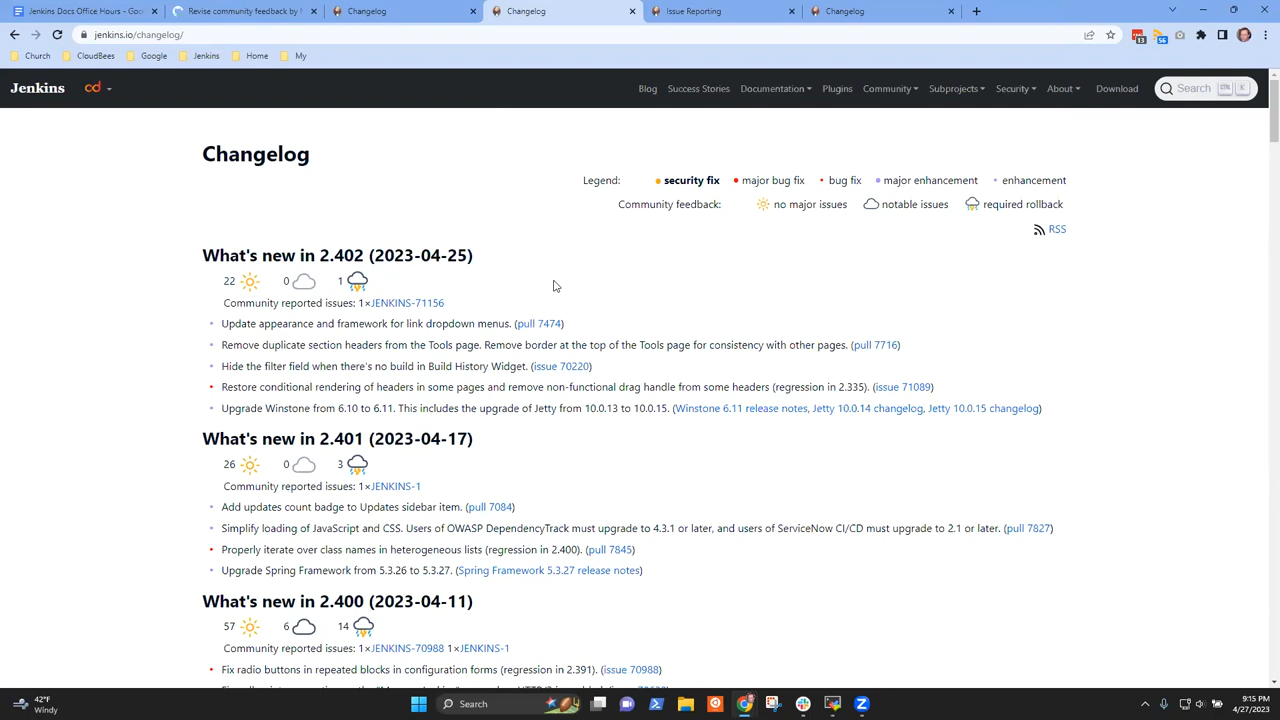 Jenkins Docs Office Hours - Goo
Revise community feedback by M
Changelog
Changelog
Issue Reporting
Changelog
jenkins.io/changelog/
13
56
Church
CloudBees
Google
Jenkins
Home
My
Jenkins
cd
Blog
Success Stories
Documentation
Plugins
Community
Subprojects
Security
About
Download
Search
CTRL
K
Changelog
Legend: security fix major bug fix bug fix major enhancement enhancement
Community feedback: no major issues notable issues required rollback
RSS
What's new in 2.402 (2023-04-25)
22 0 1
Community reported issues: 1×JENKINS-71156
Update appearance and framework for link dropdown menus. (pull 7474)
Remove duplicate section headers from the Tools page. Remove border at the top of the Tools page for consistency with other pages. (pull 7716)
Hide the filter field when there's no build in Build History Widget. (issue 70220)
Restore conditional rendering of headers in some pages and remove non-functional drag handle from some headers (regression in 2.335). (issue 71089)
Upgrade Winstone from 6.10 to 6.11. This includes the upgrade of Jetty from 10.0.13 to 10.0.15. (Winstone 6.11 release notes, Jetty 10.0.14 changelog, Jetty 10.0.15 changelog)
What's new in 2.401 (2023-04-17)
26 0 3
Community reported issues: 1×JENKINS-1
Add updates count badge to Updates sidebar item. (pull 7084)
Simplify loading of JavaScript and CSS. Users of OWASP DependencyTrack must upgrade to 4.3.1 or later, and users of ServiceNow CI/CD must upgrade to 2.1 or later. (pull 7827)
Properly iterate over class names in heterogeneous lists (regression in 2.400). (pull 7845)
Upgrade Spring Framework from 5.3.26 to 5.3.27. (Spring Framework 5.3.27 release notes)
What's new in 2.400 (2023-04-11)
57 6 14
Community reported issues: 1×JENKINS-70988 1×JENKINS-1
Fix radio buttons in repeated blocks in configuration forms (regression in 2.391). (issue 70988)
42°F
Windy
Search
9:15 PM
4/27/2023